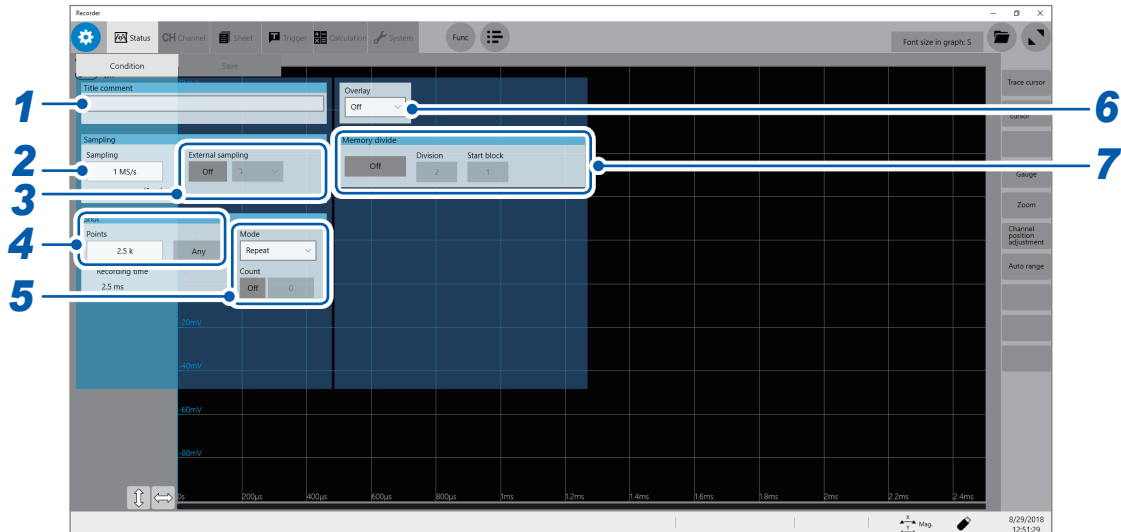 Recorder
Status CH Channel Sheet Trigger Calculation System Func Font size in graph: S
Condition Save
Title comment
Overlay
Off
Trace cursor
cursor
1
6
Sampling
Sampling
1 MS/s
External sampling
Off
Memory divide
Off
Division
2
Start block
1
2
3
7
Gauge
Zoom
Channel
position
adjustment
Auto range
Points
2.5 k
Any
Mode
Repeat
Recording time
2.5 ms
Count
Off
0
4
5
-20mV
-40mV
-60mV
-80mV
0s 200µs 400µs 600µs 800µs 1ms 1.2ms 1.4ms 1.6ms 1.8ms 2ms 2.2ms 2.4ms
X
Y
Mag.
8/29/2018
12:51:29